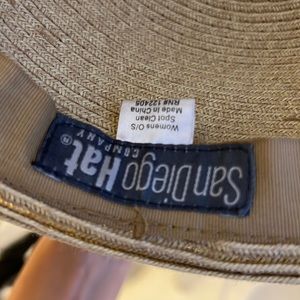 San Diego Hat®
COMPANY
Womens O/S
Spot Clean
Made in China
RN# 122405